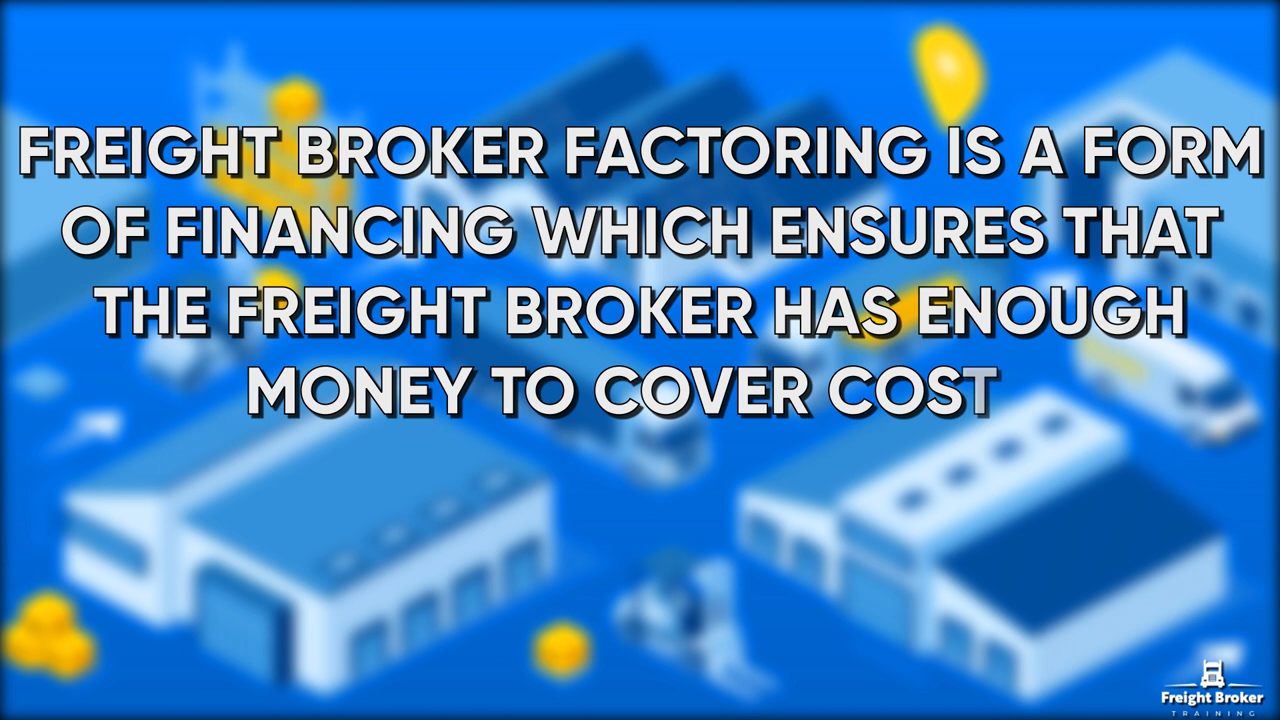 FREIGHT BROKER FACTORING IS A FORM
OF FINANCING WHICH ENSURES THAT
THE FREIGHT BROKER HAS ENOUGH
MONEY TO COVER COST
Freight Broker
TRAINING